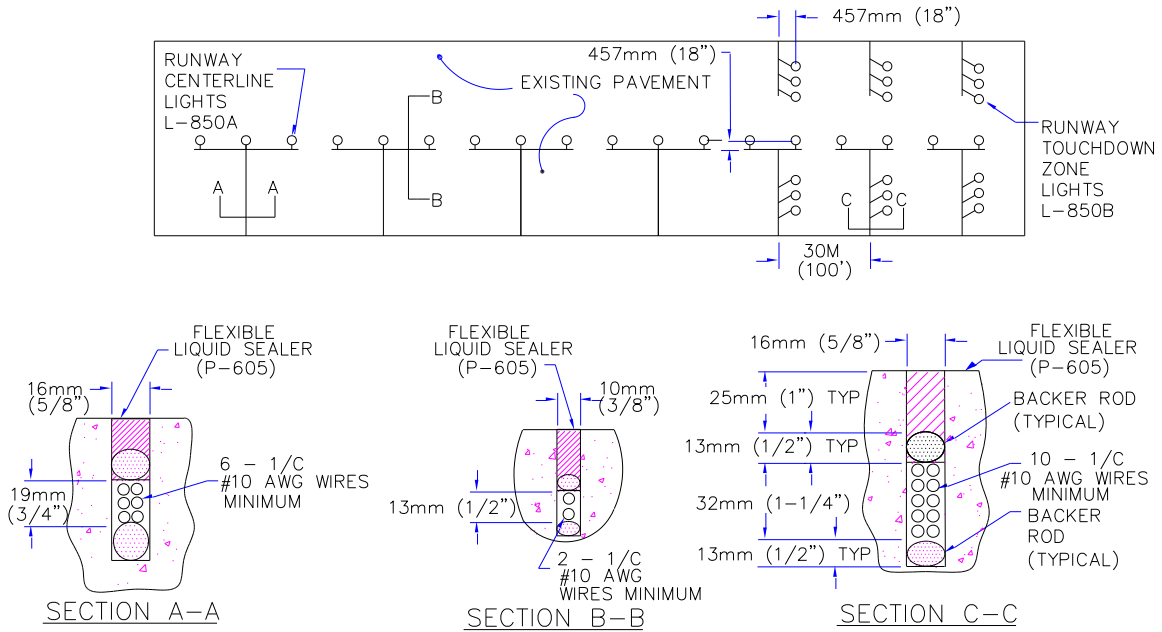 457mm (18”)
457mm (18”)
RUNWAY
CENTERLINE
LIGHTS
L-850A
EXISTING PAVEMENT
B
RUNWAY
TOUCHDOWN
ZONE
LIGHTS
L-850B
A
A
B
C
C
30M
(100’)
FLEXIBLE
LIQUID SEALER
(P-605)
16mm
(5/8”)
6 - 1/C
#10 AWG WIRES
MINIMUM
19mm
(3/4”)
SECTION A-A
FLEXIBLE
LIQUID SEALER
(P-605)
10mm
(3/8”)
13mm (1/2”)
2 - 1/C
#10 AWG
WIRES MINIMUM
SECTION B-B
16mm (5/8”)
FLEXIBLE
LIQUID SEALER
(P-605)
25mm (1”) TYP
BACKER ROD
(TYPICAL)
13mm (1/2”) TYP
10 - 1/C
#10 AWG WIRES
MINIMUM
32mm (1-1/4”)
BACKER
ROD
(TYPICAL)
13mm (1/2”) TYP
SECTION C-C